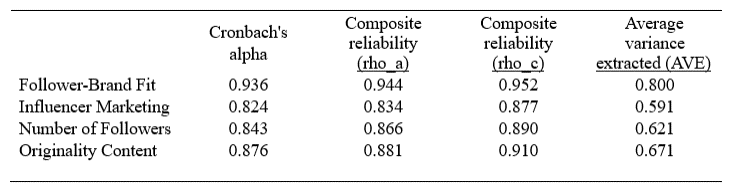 Cronbach's alpha Composite reliability (rho_a) Composite reliability (rho_c) Average variance extracted (AVE)
Follower-Brand Fit 0.936 0.944 0.952 0.800
Influencer Marketing 0.824 0.834 0.877 0.591
Number of Followers 0.843 0.866 0.890 0.621
Originality Content 0.876 0.881 0.910 0.671